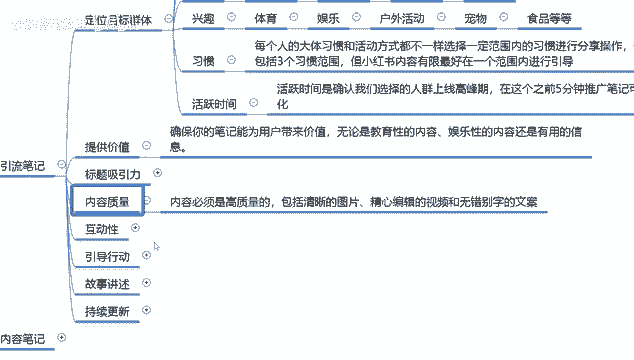 定位目标群体
兴趣 体育 娱乐 户外活动 宠物 食品等等
习惯
每个人的大体习惯和活动方式都不一样选择一定范围内的习惯进行分享操作,
包括3个习惯范围，但小红书内容有限最好在一个范围内进行引导
活跃时间
活跃时间是确认我们选择的人群上线高峰期，在这个之前5分钟推广笔记可
化
提供价值
确保你的笔记能为用户带来价值，无论是教育性的内容、娱乐性的内容还是有用的信
息。
引流笔记
标题吸引力
内容质量
内容必须是高质量的，包括清晰的图片、精心编辑的视频和无错别字的文案
互动性
引导行动
故事讲述
持续更新
内容笔记